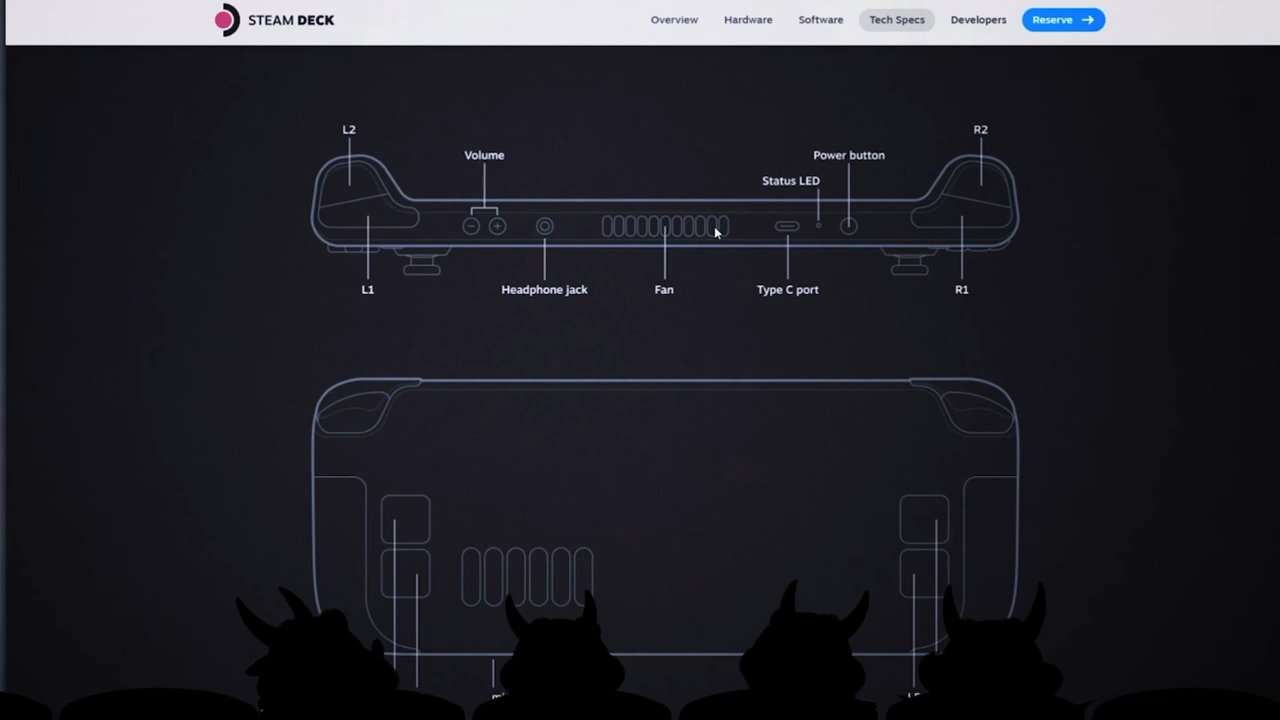 STEAM DECK
Overview Hardware Software Tech Specs Developers Reserve
L2 R2
Volume Power button
Status LED
L1 Headphone jack Fan Type C port R1